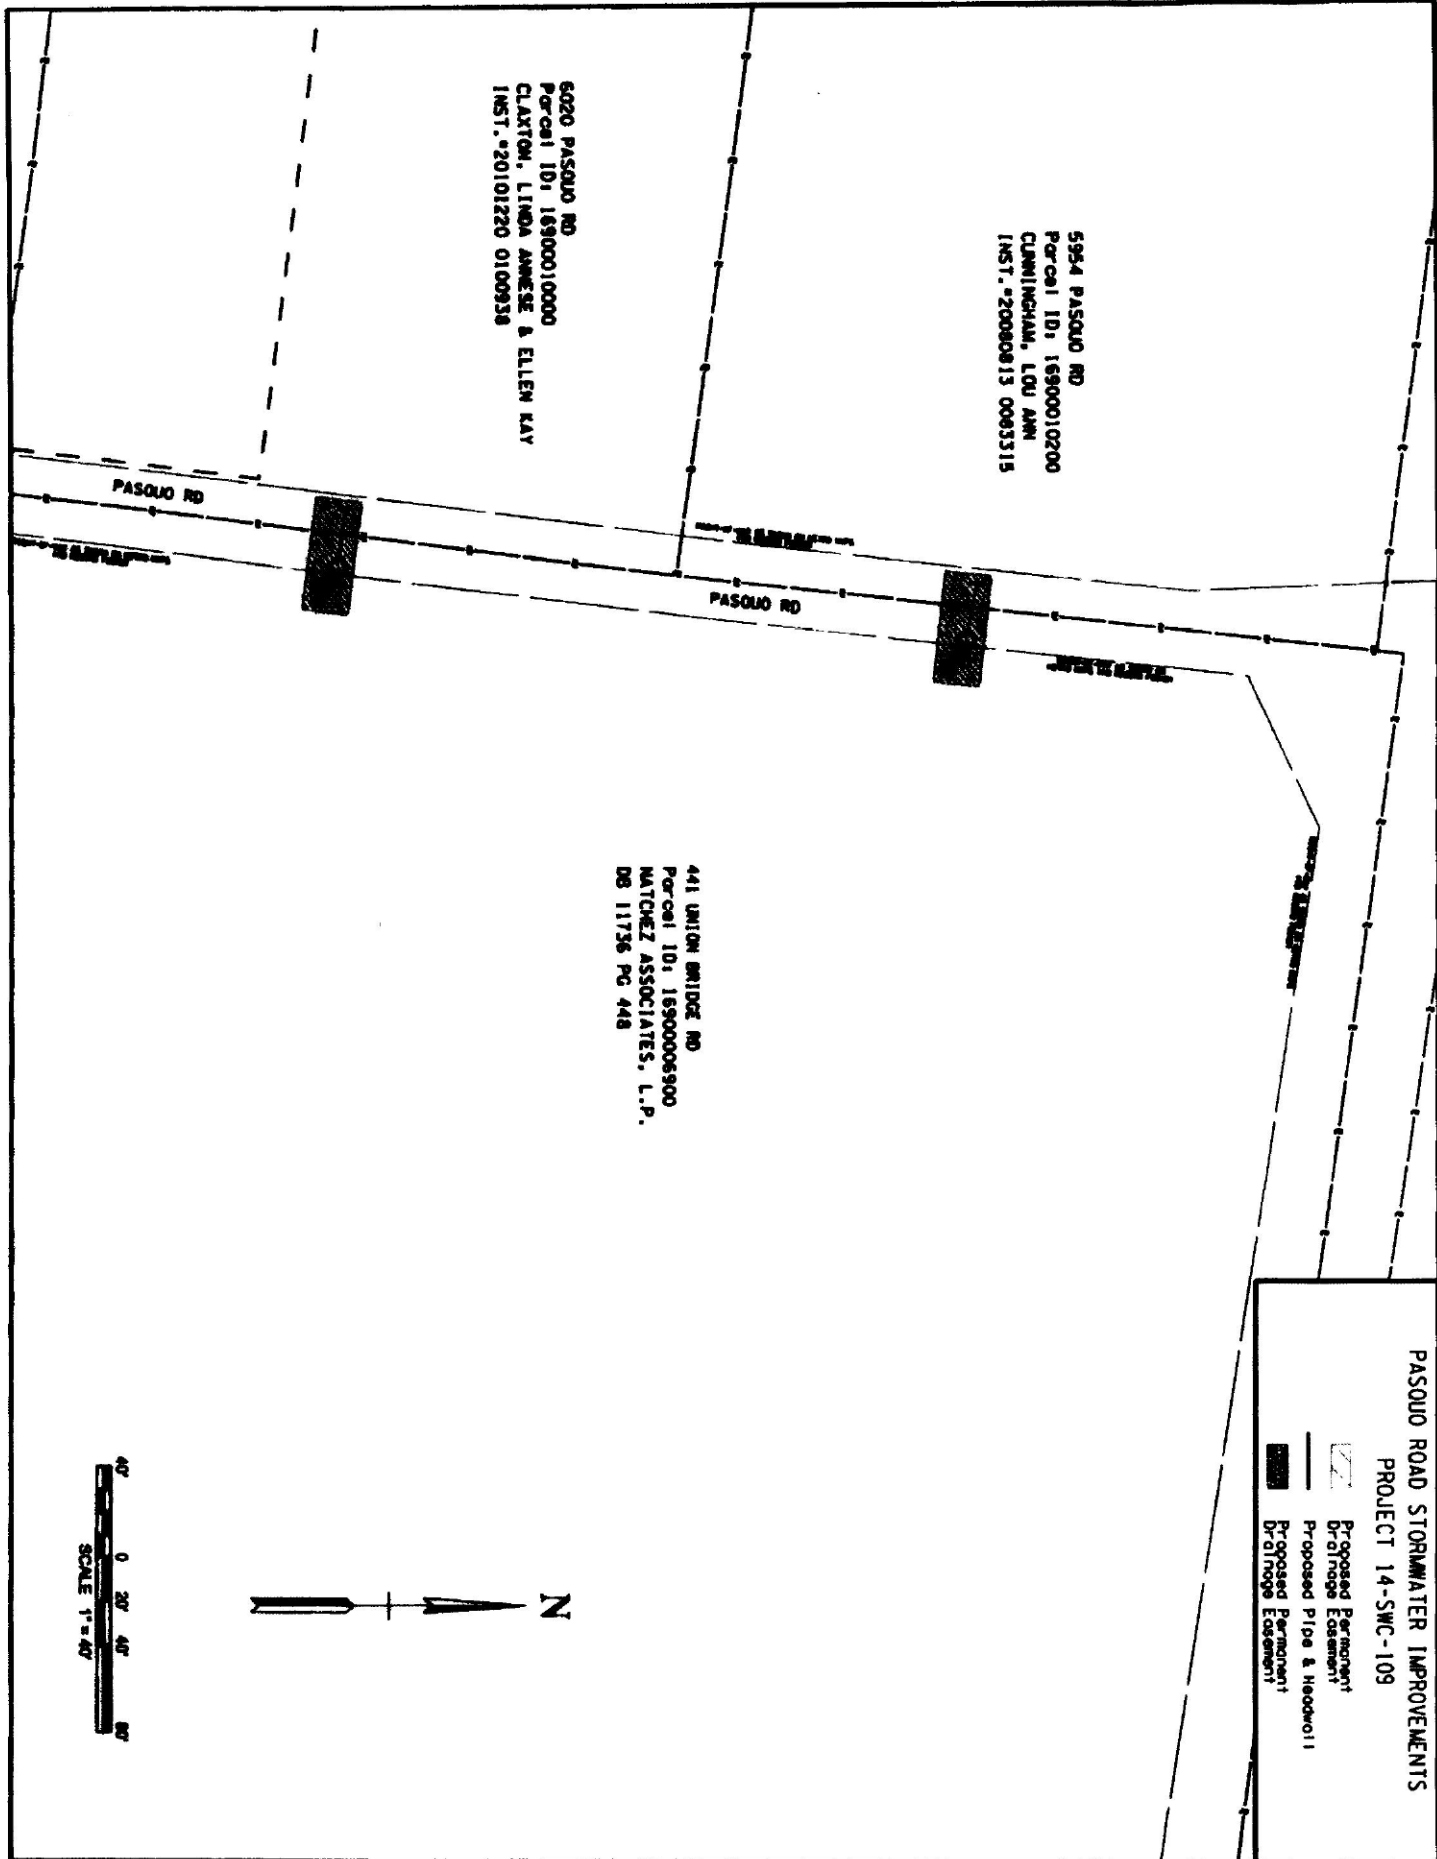 PASQUO ROAD STORMWATER IMPROVEMENTS
PROJECT 14-SWC-109
Proposed Permanent
Drainage Easement
Proposed Pipe & Headwall
Proposed Permanent
Drainage Easement
5954 PASQUO RD
Parcel ID: 16900010200
CUNNINGHAM, LOU ANN
INST.#20080813 0083315
6020 PASQUO RD
Parcel ID: 16900010000
CLAXTON, LINDA ANNESE & ELLEN KAY
INST.#20101220 0100938
PASQUO RD
PASQUO RD
441 UNION BRIDGE RD
Parcel ID: 16900006900
NATCHEZ ASSOCIATES, L.P.
DB 11736 PG 448
N
40' 0 20' 40' 80'
SCALE 1"=40'